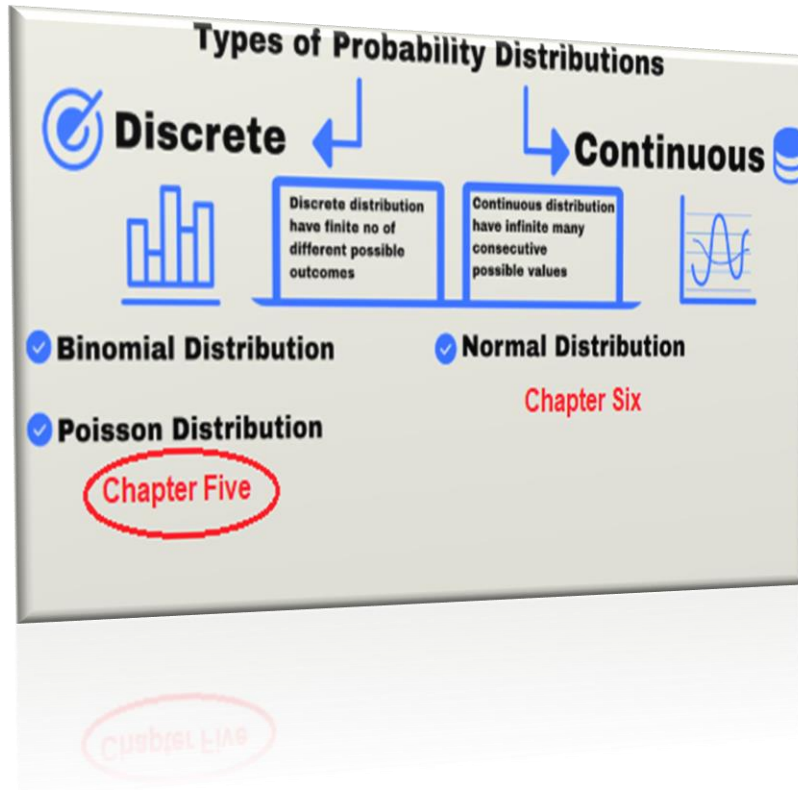 Types of Probability Distributions
Discrete
Continuous
Discrete distribution
have finite no of
different possible
outcomes
Continuous distribution
have infinite many
consecutive
possible values
Binomial Distribution
Normal Distribution
Chapter Six
Poisson Distribution
Chapter Five